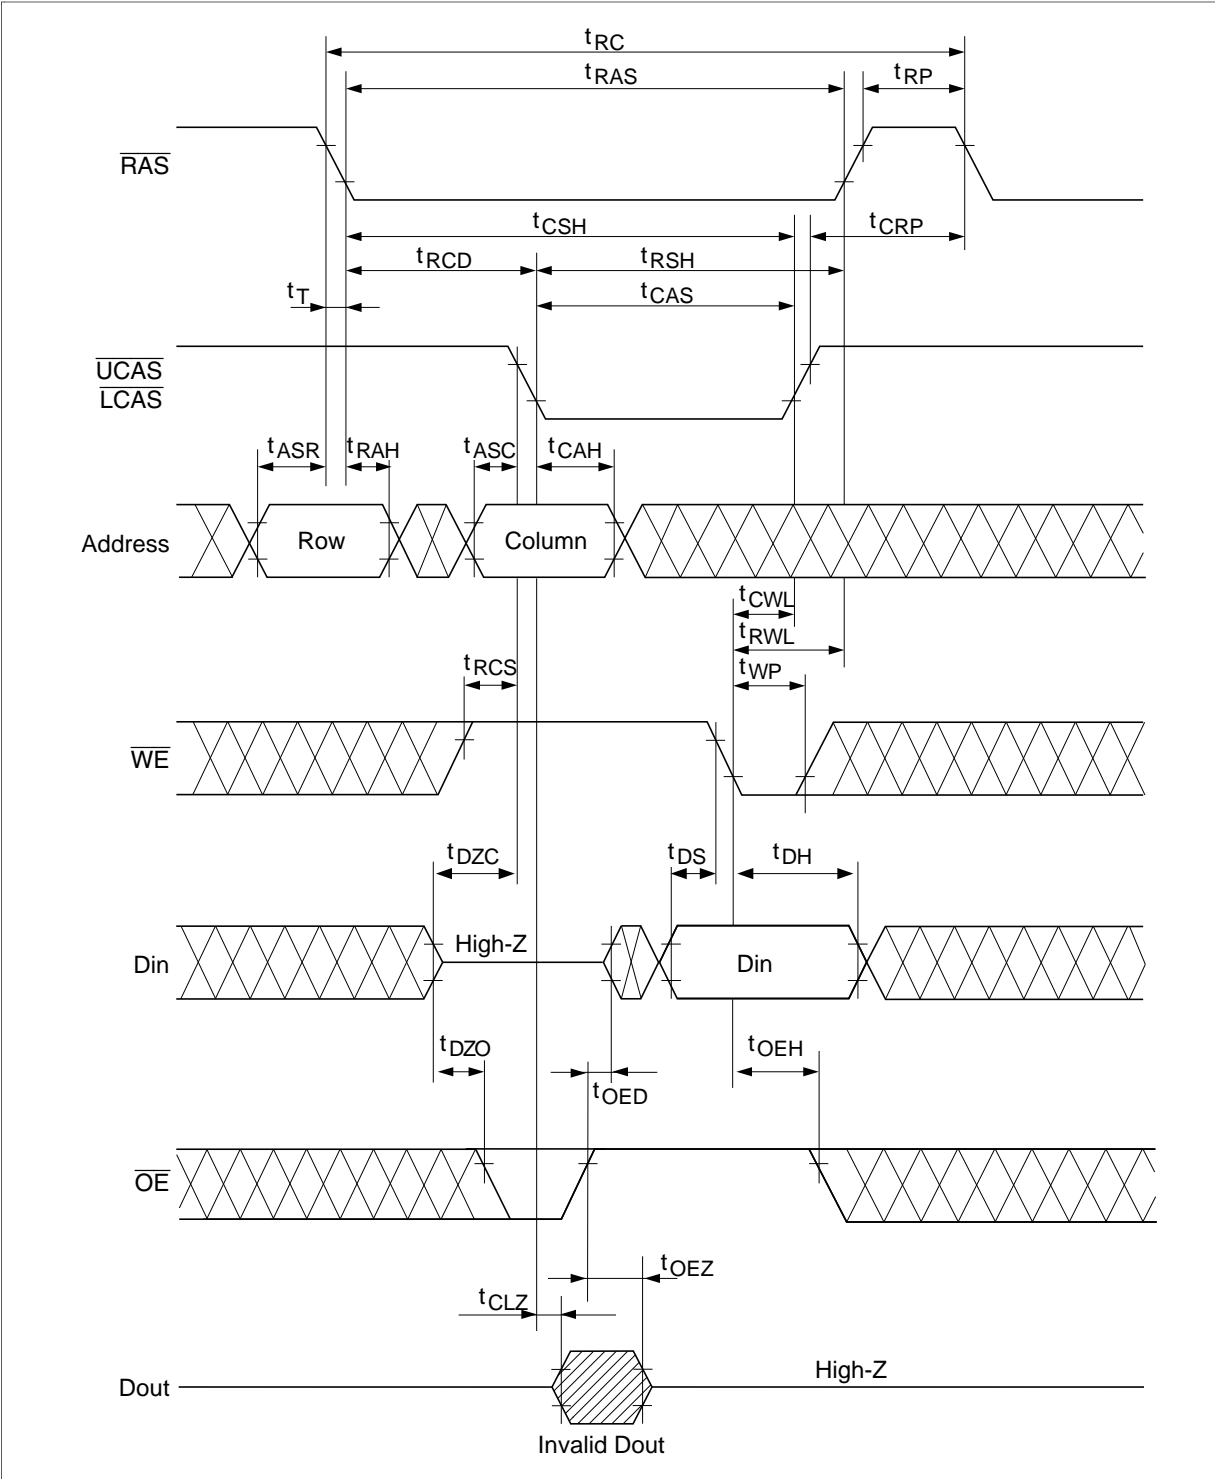 tRC
tRAS
tRP
RAS
tCSH
tCRP
tRCD
tRSH
tT
tCAS
UCAS
LCAS
tASR
tRAH
tASC
tCAH
Address
Row
Column
tCWL
tRWL
tRCS
tWP
WE
tDZC
tDS
tDH
High-Z
Din
Din
tDZO
tOEH
tOED
OE
tOEZ
tCLZ
High-Z
Dout
Invalid Dout